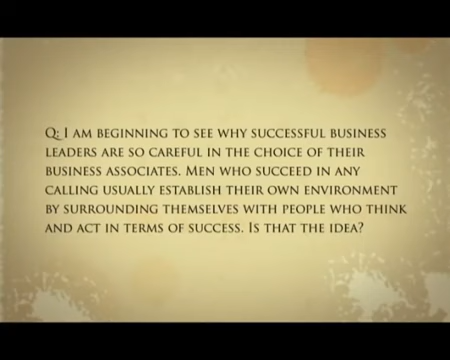 Q: I am beginning to see why successful business
leaders are so careful in the choice of their
business associates. Men who succeed in any
calling usually establish their own environment
by surrounding themselves with people who think
and act in terms of success. Is that the idea?